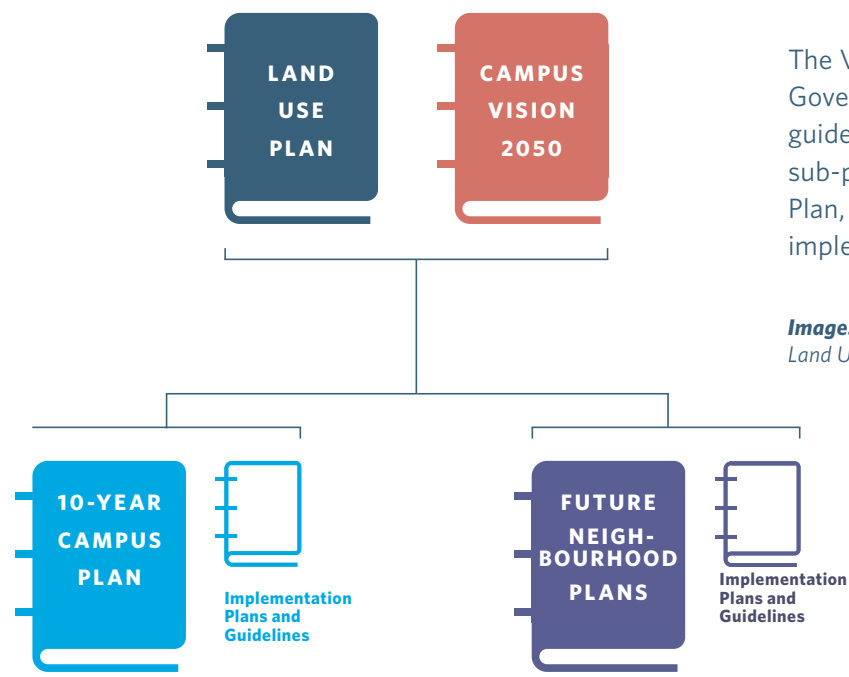 LAND
USE
PLAN
CAMPUS
VISION
2050
The
Gove
guide
sub-p
Plan,
imple
Image
Land U
10-YEAR
CAMPUS
PLAN
Implementation
Plans and
Guidelines
FUTURE
NEIGH-
BOURHOOD
PLANS
Implementation
Plans and
Guidelines